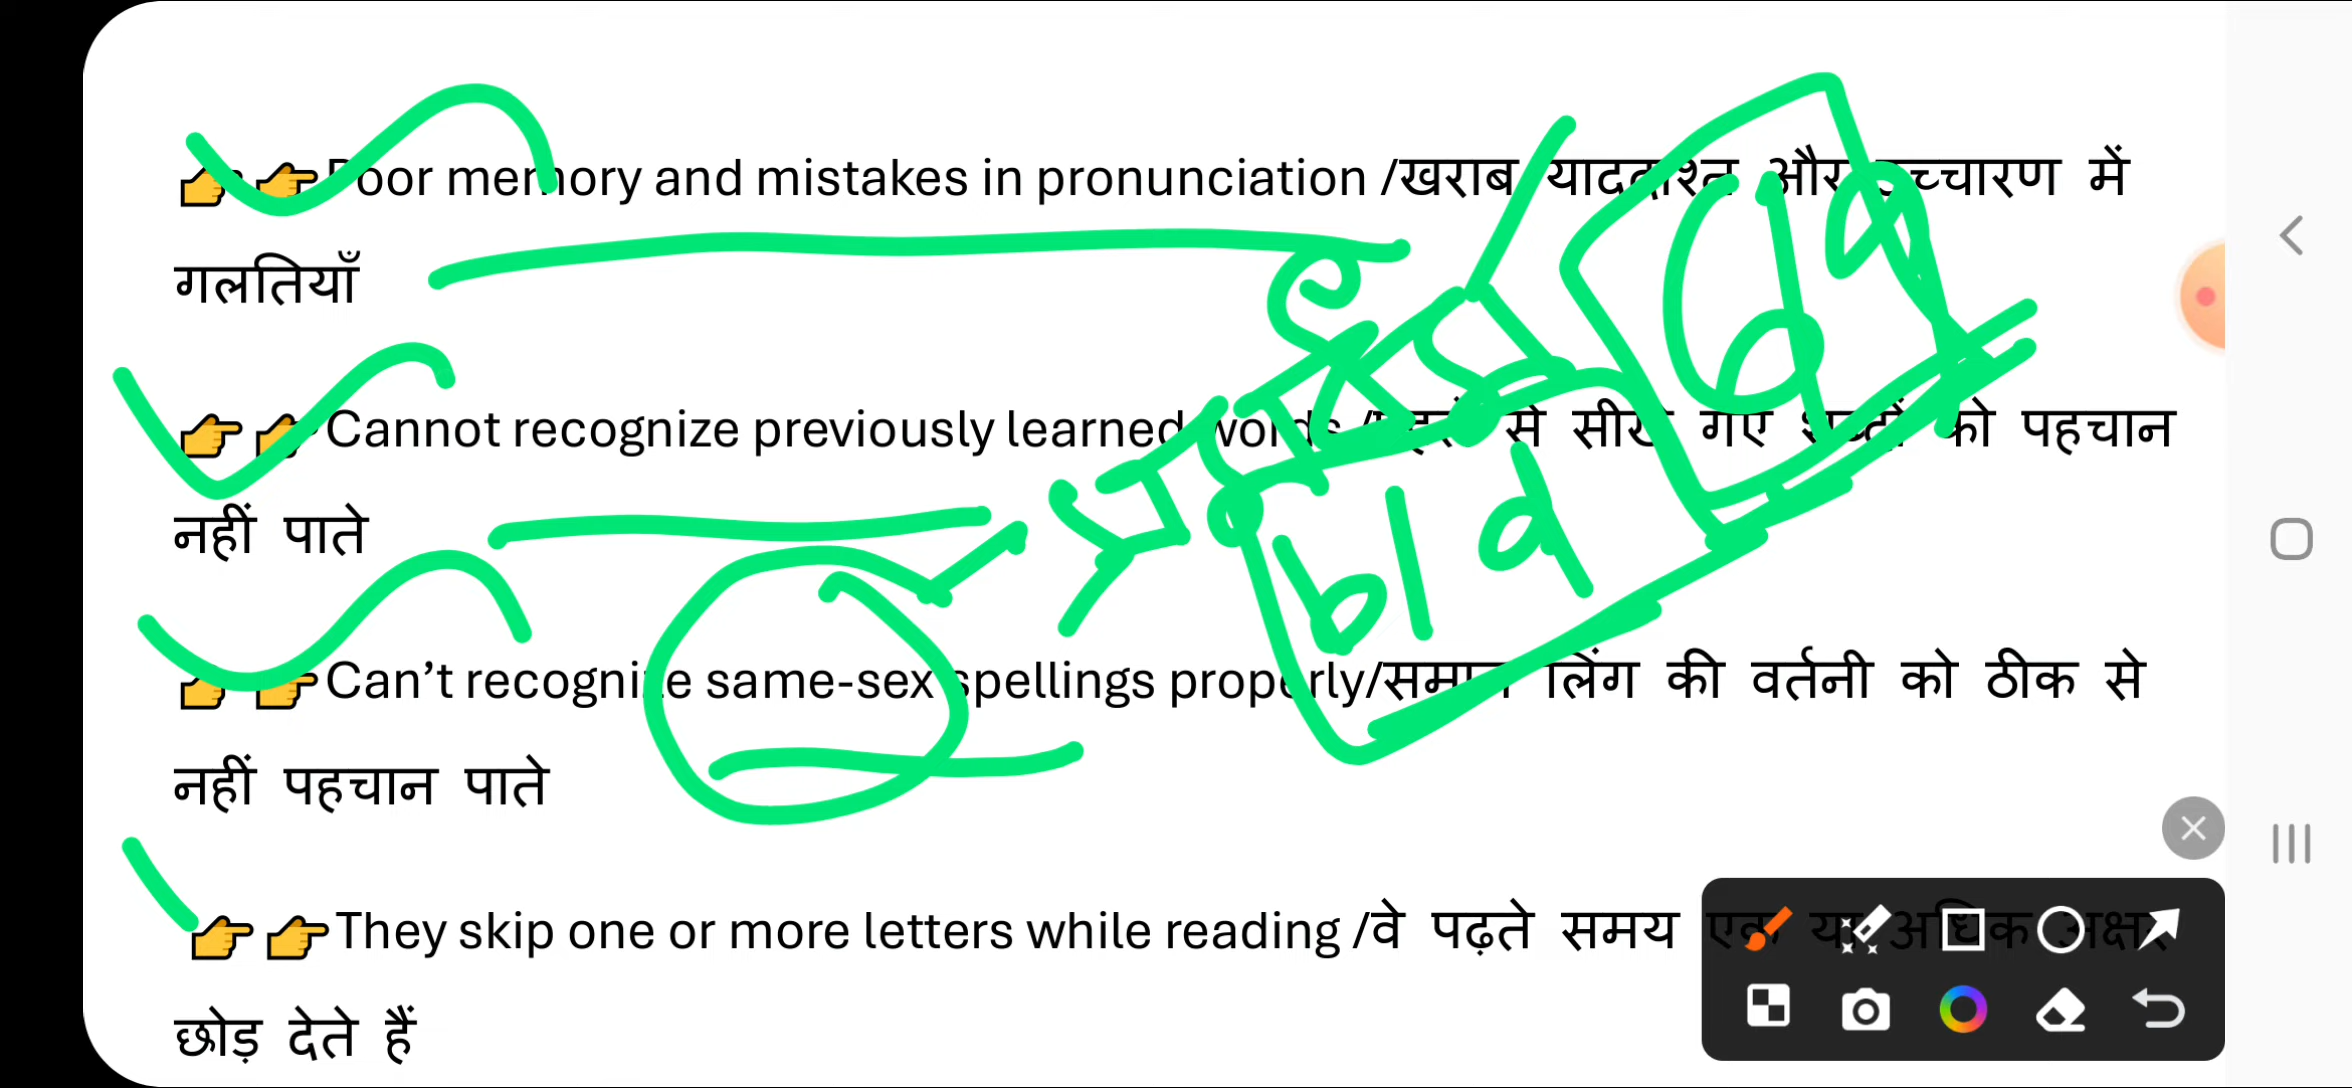 👉👉Poor memory and mistakes in pronunciation /खराब याददाश्त और उच्चारण में
गलतियाँ
👉👉Cannot recognize previously learned words /पहले से सीखे गए शब्दों को पहचान
नहीं पाते
b/d
👉👉Can't recognize same-sex spellings properly/समान लिंग की वर्तनी को ठीक से
नहीं पहचान पाते
👉👉They skip one or more letters while reading /वे पढ़ते समय एक या अधिक अक्षर
छोड़ देते हैं